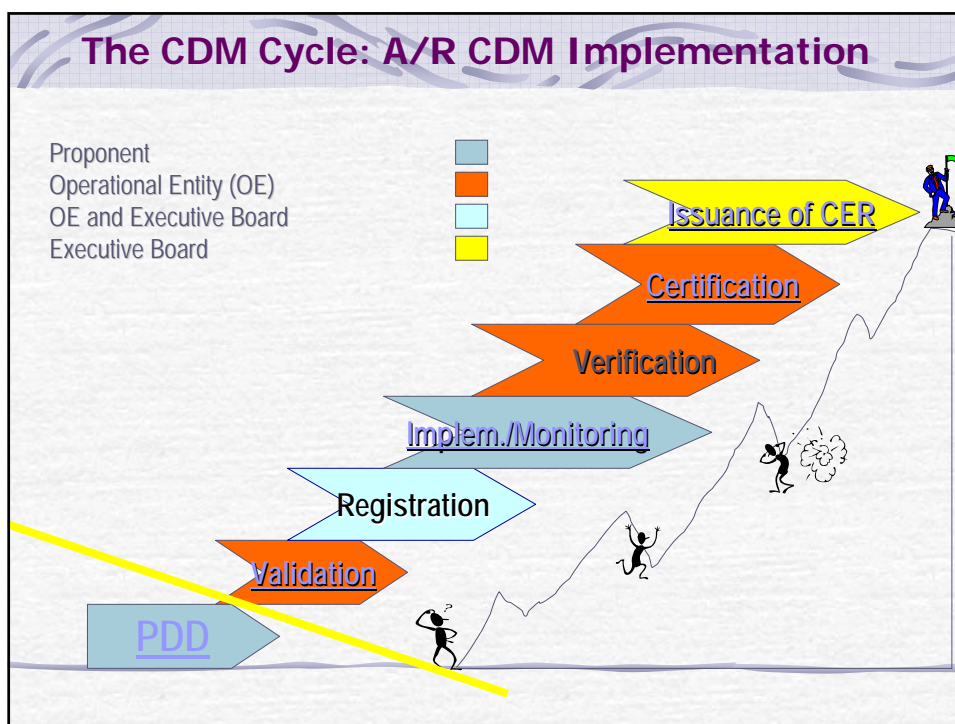 The CDM Cycle: A/R CDM Implementation
Proponent
Operational Entity (OE)
OE and Executive Board
Executive Board
Issuance of CER
Certification
Verification
Implem./Monitoring
Registration
Validation
PDD
?